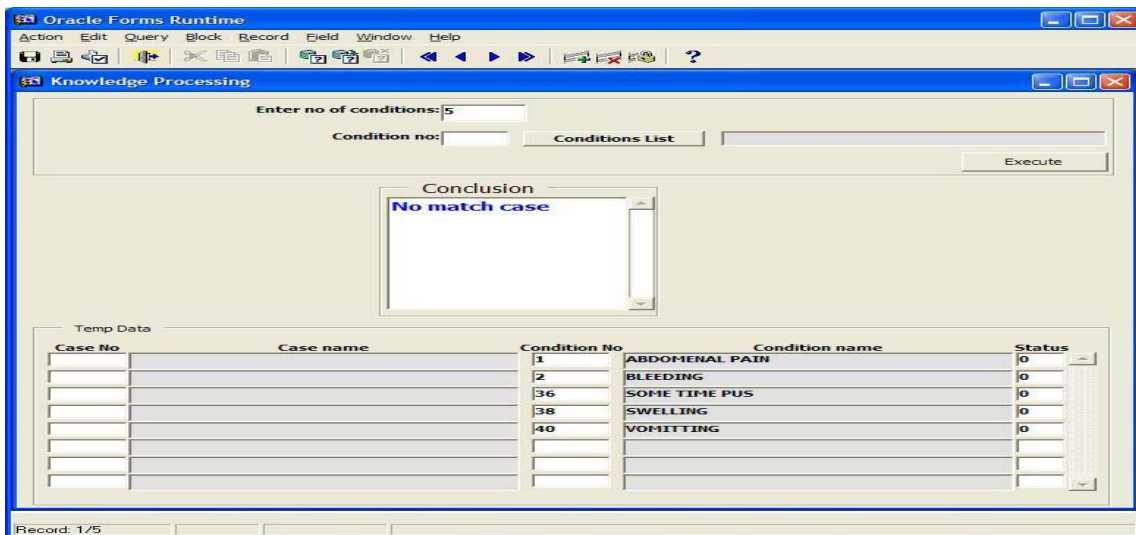 Oracle Forms Runtime
Action Edit Query Block Record Field Window Help
Knowledge Processing
Enter no of conditions: 5
Condition no: Conditions List
Execute
Conclusion
No match case
Temp Data
Case No Case name Condition No Condition name Status
1 ABDOMENAL PAIN 0
2 BLEEDING 0
36 SOME TIME PUS 0
38 SWELLING 0
40 VOMITTING 0
Record: 1/5